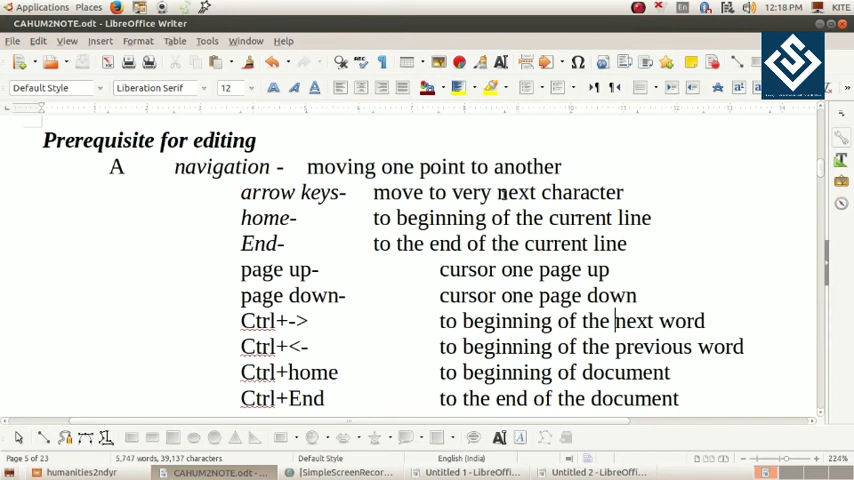 Applications Places En 12:18 PM KITE
CAHUM2NOTE.odt - LibreOffice Writer
File Edit View Insert Format Table Tools Window Help
Default Style Liberation Serif 12
Prerequisite for editing
A navigation - moving one point to another
arrow keys- move to very next character
home- to beginning of the current line
End- to the end of the current line
page up- cursor one page up
page down- cursor one page down
Ctrl+-> to beginning of the next word
Ctrl+<- to beginning of the previous word
Ctrl+home to beginning of document
Ctrl+End to the end of the document
Page 5 of 23 5,747 words, 39,137 characters Default Style English (India) 224%
humanities2ndyr CAHUM2NOTE.odt - ... [SimpleScreenRecor... Untitled 1 - LibreOffi... Untitled 2 - LibreOffi...